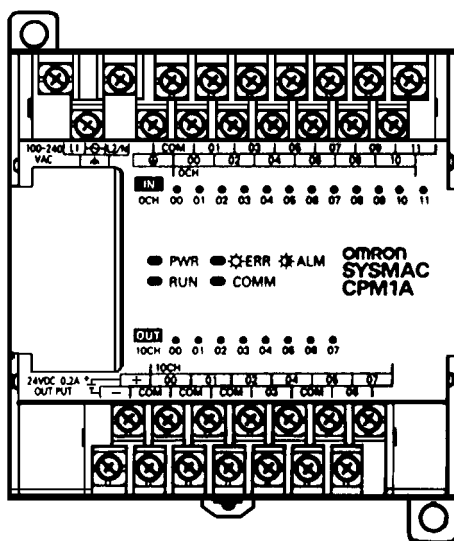 100-240 L1 L2/N COM 01 03 05 07 09 11
VAC 00 02 04 06 08 10
0CH
IN
0CH 00 01 02 03 04 05 06 07 08 09 10 11
PWR ERR ALM
RUN COMM
omron
SYSMAC
CPM1A
OUT
10CH 00 01 02 03 04 05 06 07
10CH
24VDC 0.2A + 00 01 02 04 05 07
OUTPUT - COM COM COM 03 COM 06